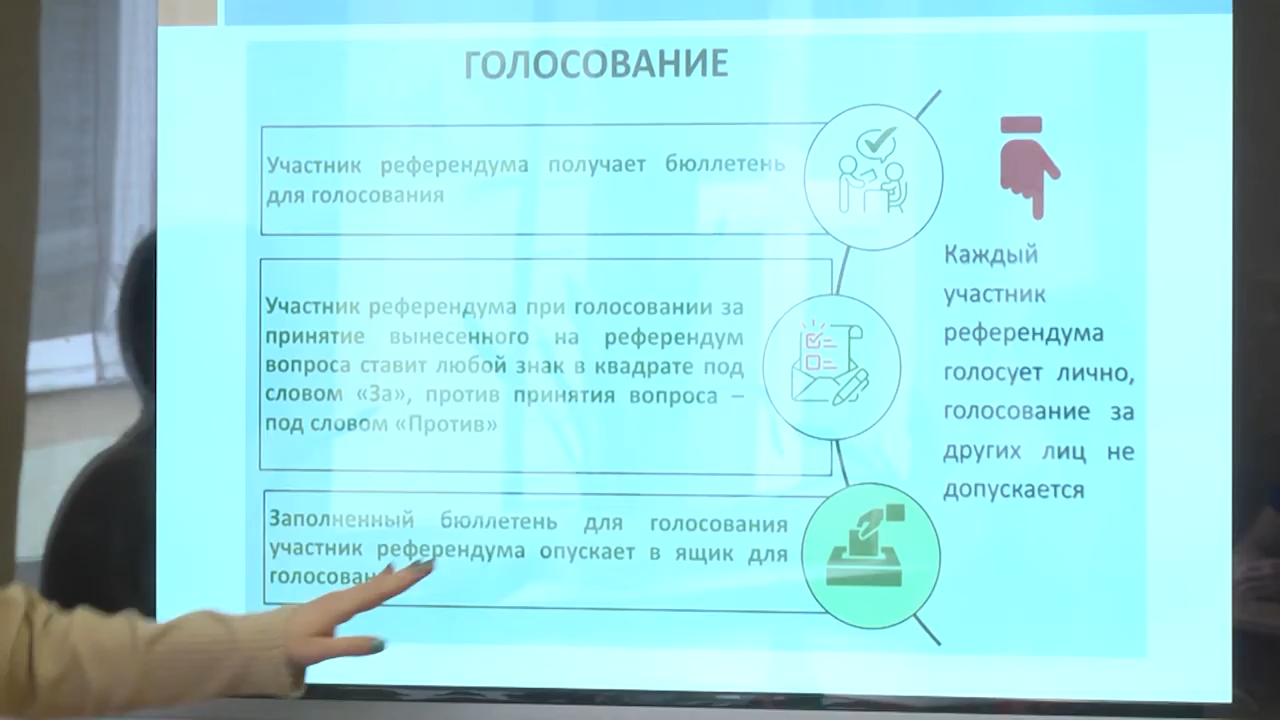 ГОЛОСОВАНИЕ
Участник референдума получает бюллетень
для голосования
Участник референдума при голосовании за
принятие вынесенного на референдум
вопроса ставит любой знак в квадрате под
словом «За», против принятия вопроса –
под словом «Против»
Заполненный бюллетень для голосования
участник референдума опускает в ящик для
Каждый
участник
референдума
голосует лично,
голосование за
других лиц не
допускается